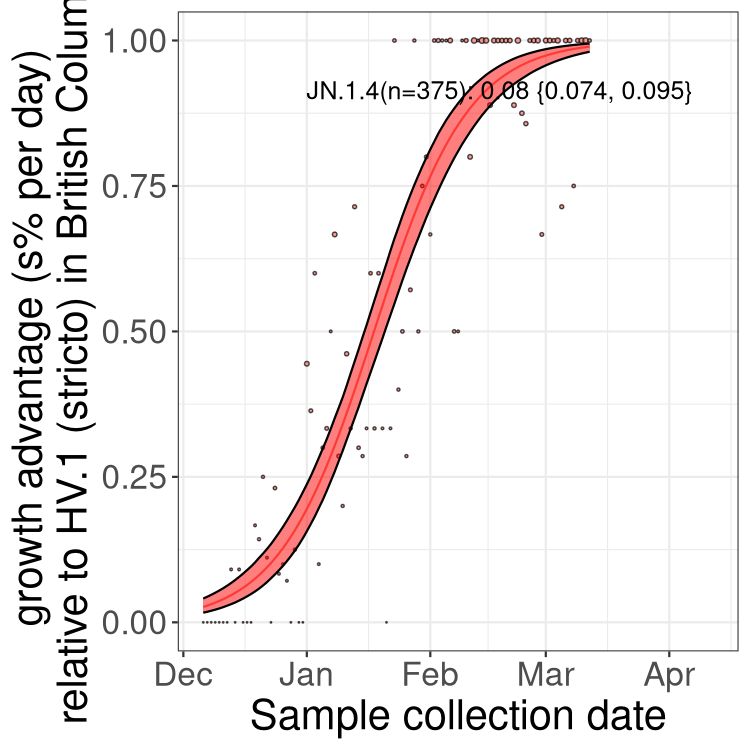 growth advantage (s% per day)
relative to HV.1 (stricto) in British Colum
1.00
0.75
0.50
0.25
0.00
JN.1.4(n=375): 0.08 {0.074, 0.095}
Dec Jan Feb Mar Apr
Sample collection date